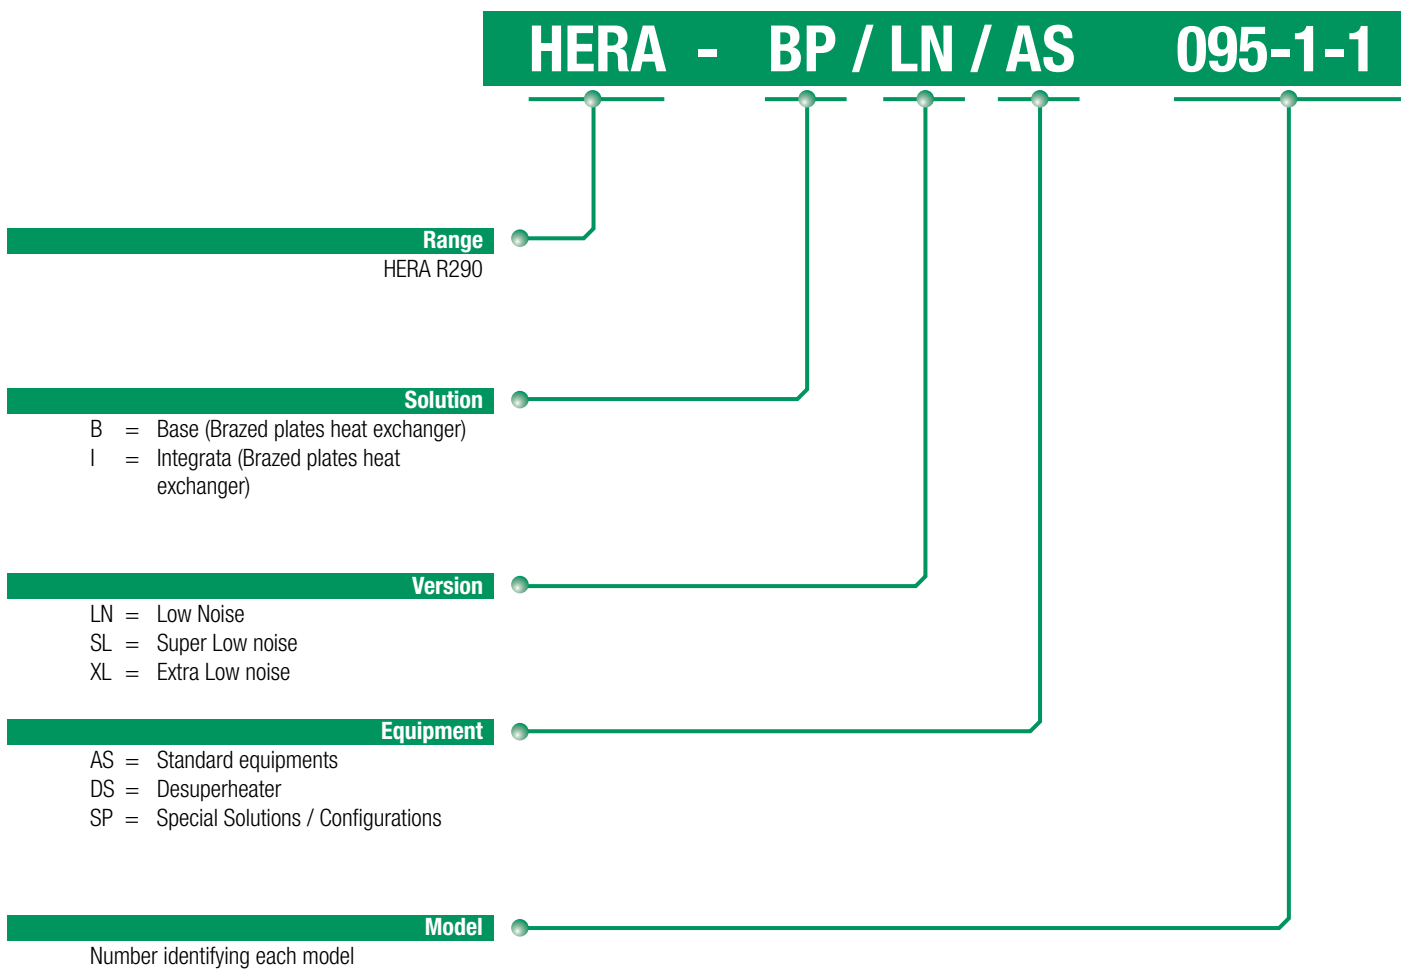 HERA - BP / LN / AS 095-1-1
Range
HERA R290
Solution
B = Base (Brazed plates heat exchanger)
I = Integrata (Brazed plates heat
exchanger)
Version
LN = Low Noise
SL = Super Low noise
XL = Extra Low noise
Equipment
AS = Standard equipments
DS = Desuperheater
SP = Special Solutions / Configurations
Model
Number identifying each model